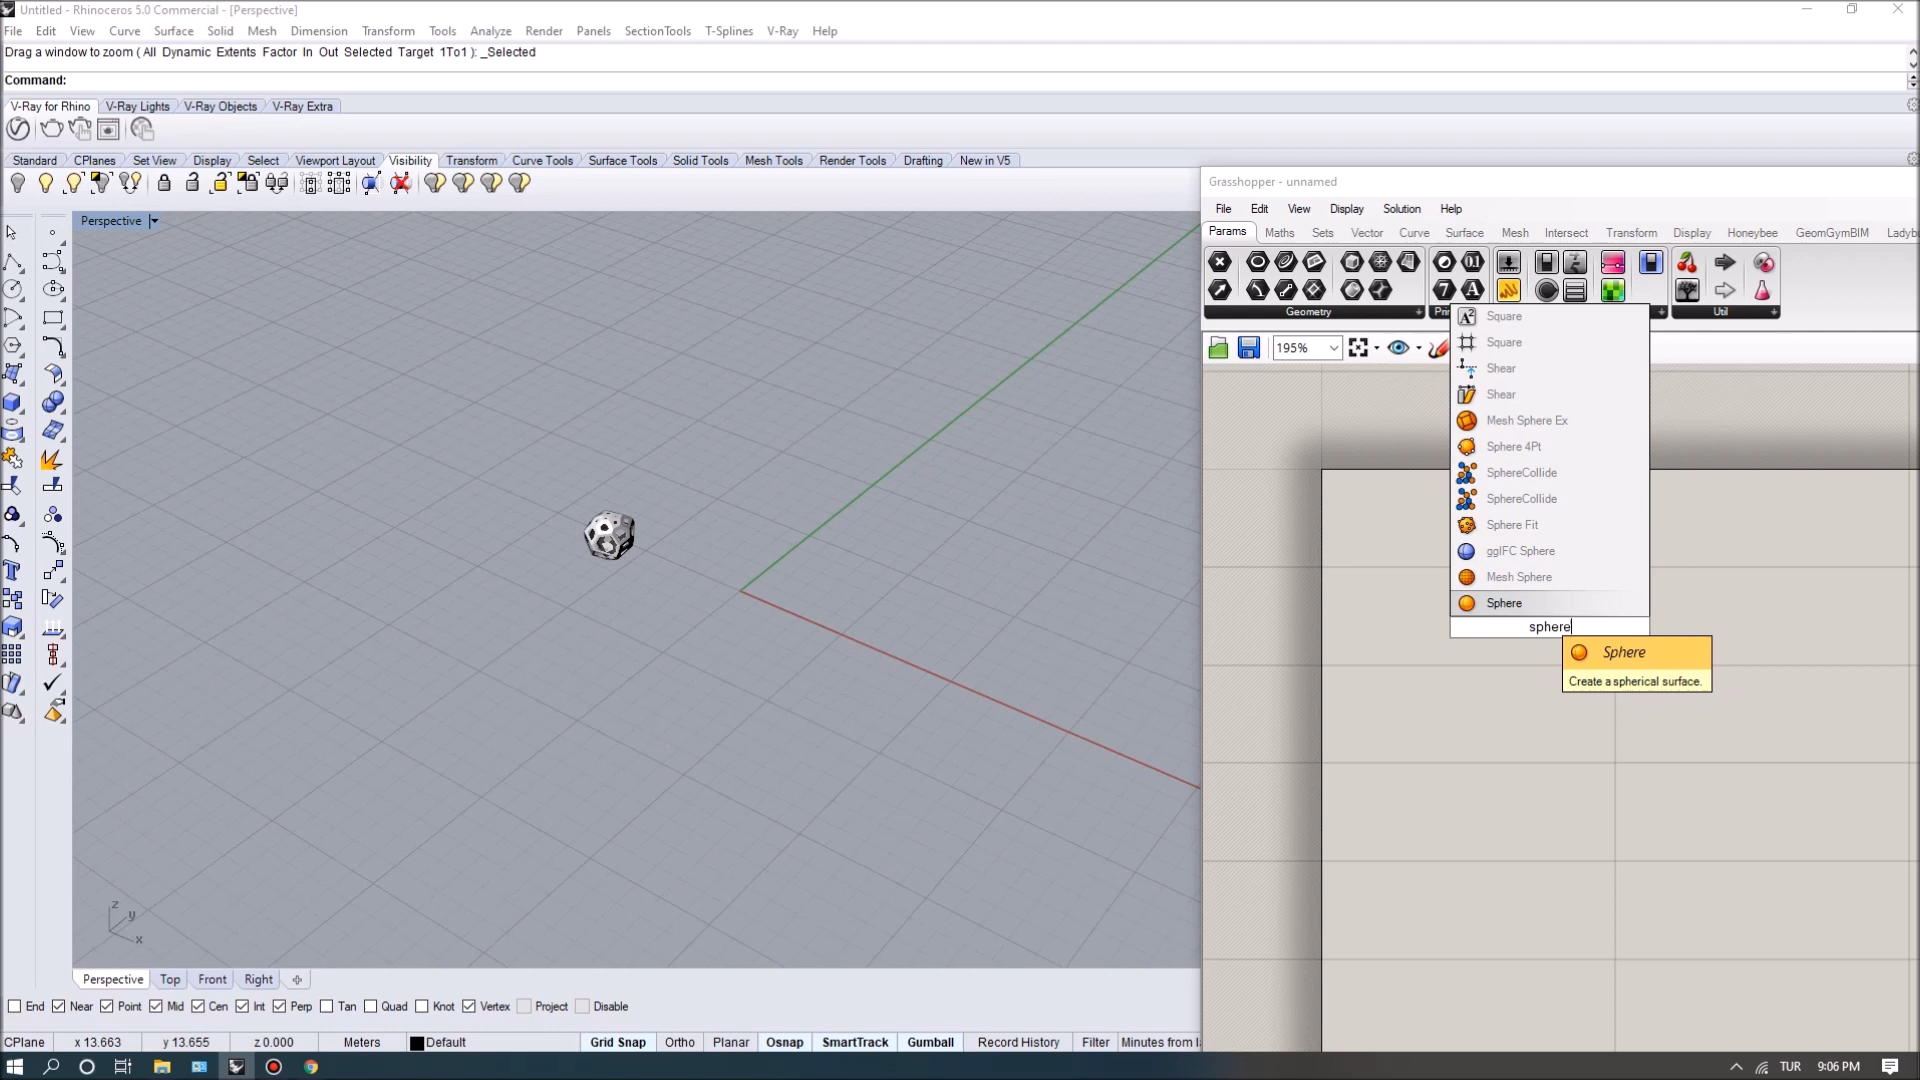 Untitled - Rhinoceros 5.0 Commercial - [Perspective]
File Edit View Curve Surface Solid Mesh Dimension Transform Tools Analyze Render Panels SectionTools T-Splines V-Ray Help
Drag a window to zoom ( All Dynamic Extents Factor In Out Selected Target 1To1 ): _Selected
Command:
V-Ray for Rhino V-Ray Lights V-Ray Objects V-Ray Extra
Standard CPlanes Set View Display Select Viewport Layout Visibility Transform Curve Tools Surface Tools Solid Tools Mesh Tools Render Tools Drafting New in V5
Perspective
Grasshopper - unnamed
File Edit View Display Solution Help
Params Maths Sets Vector Curve Surface Mesh Intersect Transform Display Honeybee GeomGymBIM
Geometry
Util
195%
Square
Square
Shear
Shear
Mesh Sphere Ex
Sphere 4Pt
SphereCollide
SphereCollide
Sphere Fit
ggIFC Sphere
Mesh Sphere
Sphere
sphere
Sphere
Create a spherical surface.
z
y
x
Perspective Top Front Right
End Near Point Mid Cen Int Perp Tan Quad Knot Vertex Project Disable
CPlane x 13.663 y 13.655 z 0.000 Meters Default Grid Snap Ortho Planar Osnap SmartTrack Gumball Record History Filter Minutes from
TUR 9:06 PM